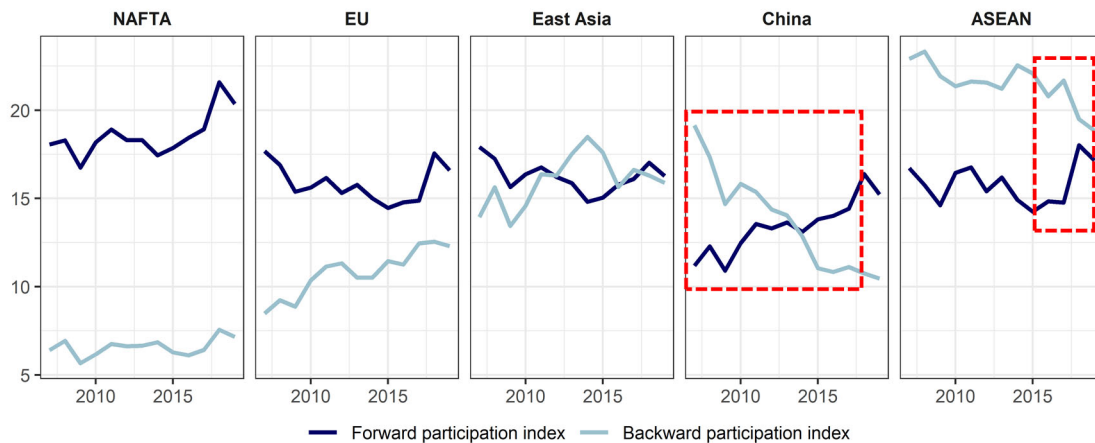 NAFTA EU East Asia China ASEAN
20
15
10
5
2010 2015 2010 2015 2010 2015 2010 2015 2010 2015
Forward participation index Backward participation index